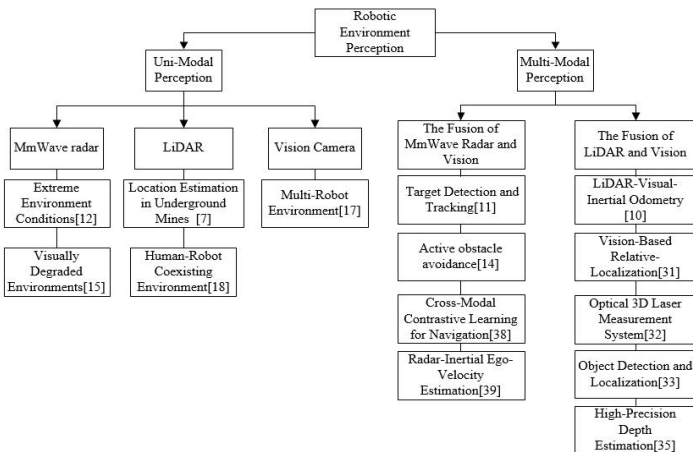 Robotic
Environment
Perception
Uni-Modal
Perception
Multi-Modal
Perception
MmWave radar
LiDAR
Vision Camera
The Fusion of
MmWave Radar and
Vision
The Fusion of
LiDAR and Vision
Extreme
Environment
Conditions[12]
Visually
Degraded
Environments[15]
Location Estimation
in Underground
Mines [7]
Human-Robot
Coexisting
Environment[18]
Multi-Robot
Environment[17]
Target Detection and
Tracking[11]
Active obstacle
avoidance[14]
Cross-Modal
Contrastive Learning
for Navigation[38]
Radar-Inertial Ego-
Velocity
Estimation[39]
LiDAR-Visual-
Inertial Odometry
[10]
Vision-Based
Relative-
Localization[31]
Optical 3D Laser
Measurement
System[32]
Object Detection and
Localization[33]
High-Precision
Depth
Estimation[35]